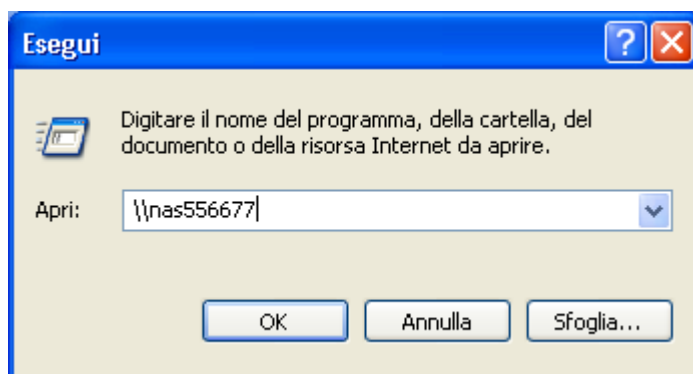 Esegui
Digitare il nome del programma, della cartella, del
documento o della risorsa Internet da aprire.
Apri: \\nas556677
OK Annulla Sfoglia...